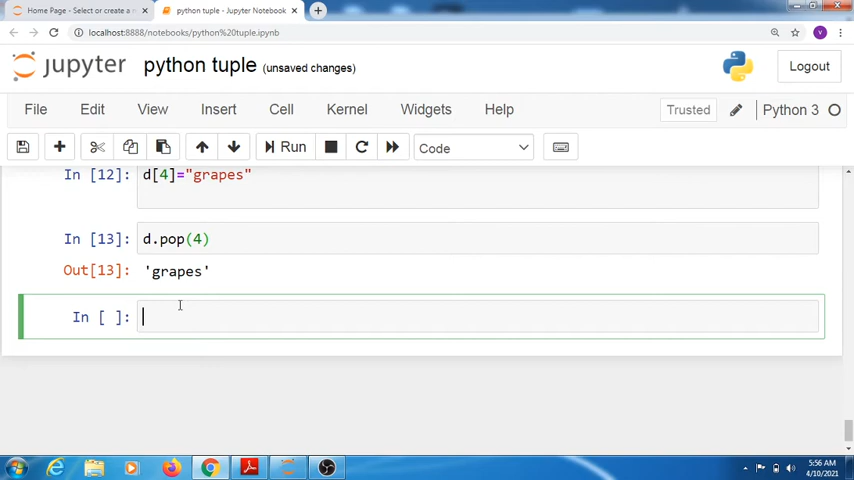 Home Page - Select or create a n
python tuple - Jupyter Notebook
localhost:8888/notebooks/python%20tuple.ipynb
V
jupyter python tuple (unsaved changes)
Logout
File Edit View Insert Cell Kernel Widgets Help
Trusted
Python 3
Run
Code
In [12]: d[4]="grapes"
In [13]: d.pop(4)
Out[13]: 'grapes'
In [ ]:
5:56 AM
4/10/2021